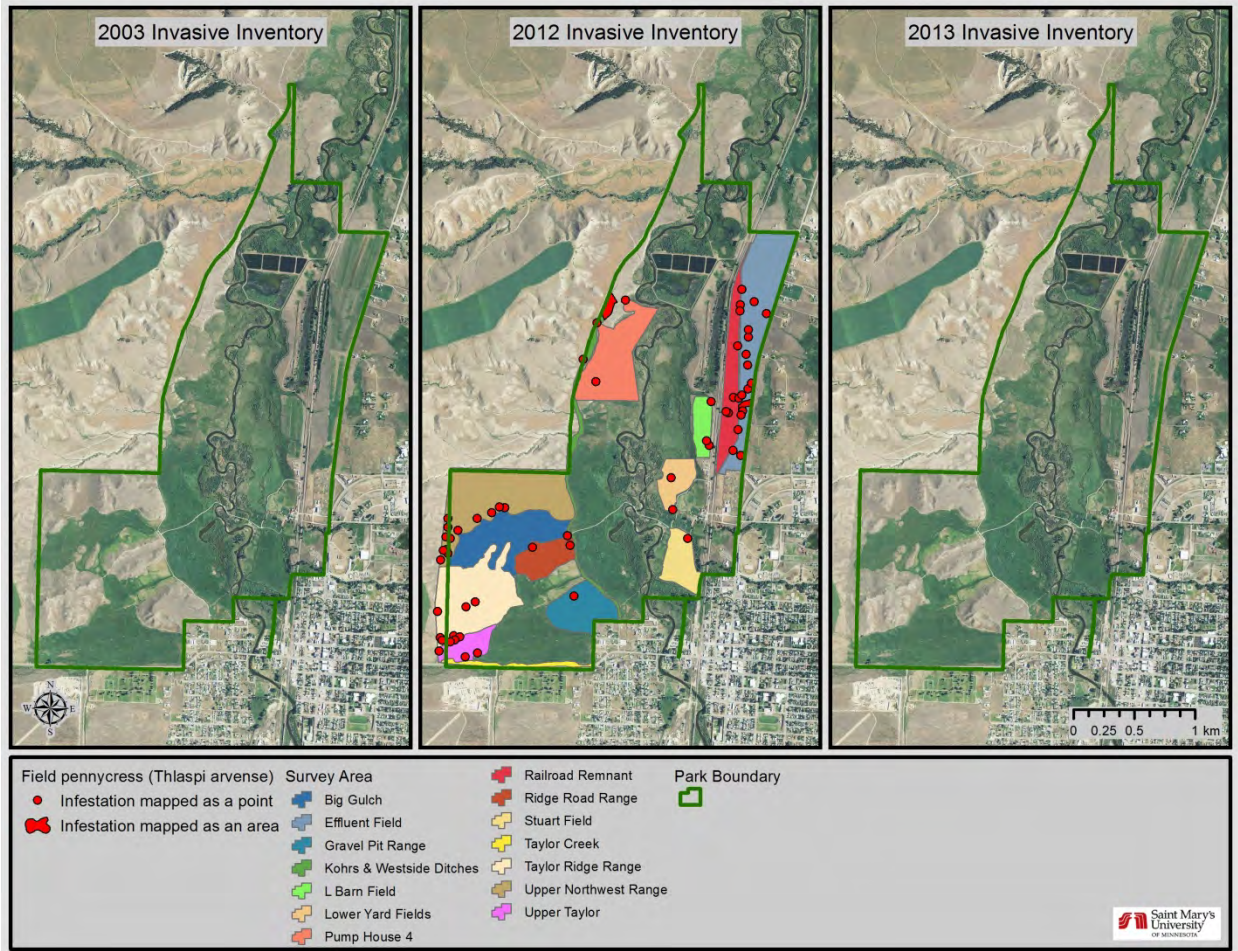 2003 Invasive Inventory
2012 Invasive Inventory
2013 Invasive Inventory
N
W E
S
0 0.25 0.5 1 km
Field pennycress (Thlaspi arvense)
Infestation mapped as a point
Infestation mapped as an area
Survey Area
Big Gulch
Effluent Field
Gravel Pit Range
Kohrs & Westside Ditches
L Barn Field
Lower Yard Fields
Pump House 4
Railroad Remnant
Ridge Road Range
Stuart Field
Taylor Creek
Taylor Ridge Range
Upper Northwest Range
Upper Taylor
Park Boundary
Saint Mary's
University
OF MINNESOTA